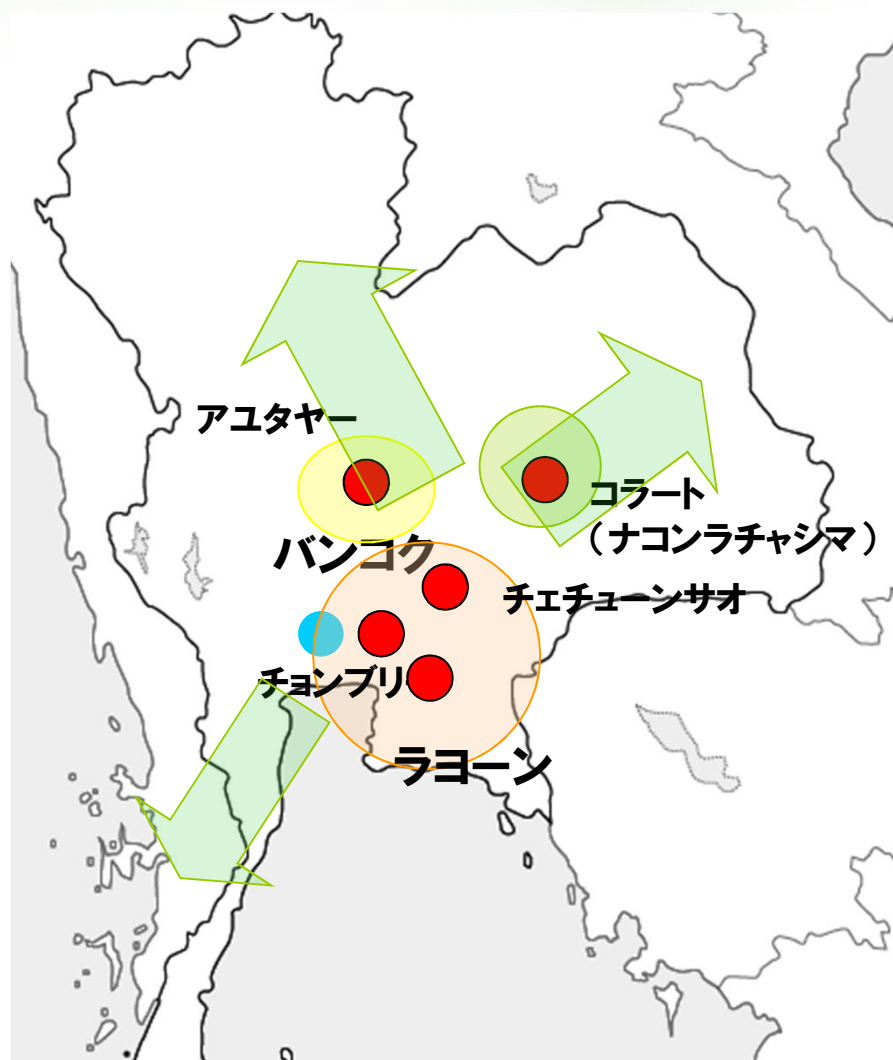 アユタヤー
コラート
（ナコンラチャシマ）
バンコク
チェチューンサオ
チョンブリー
ラヨーン